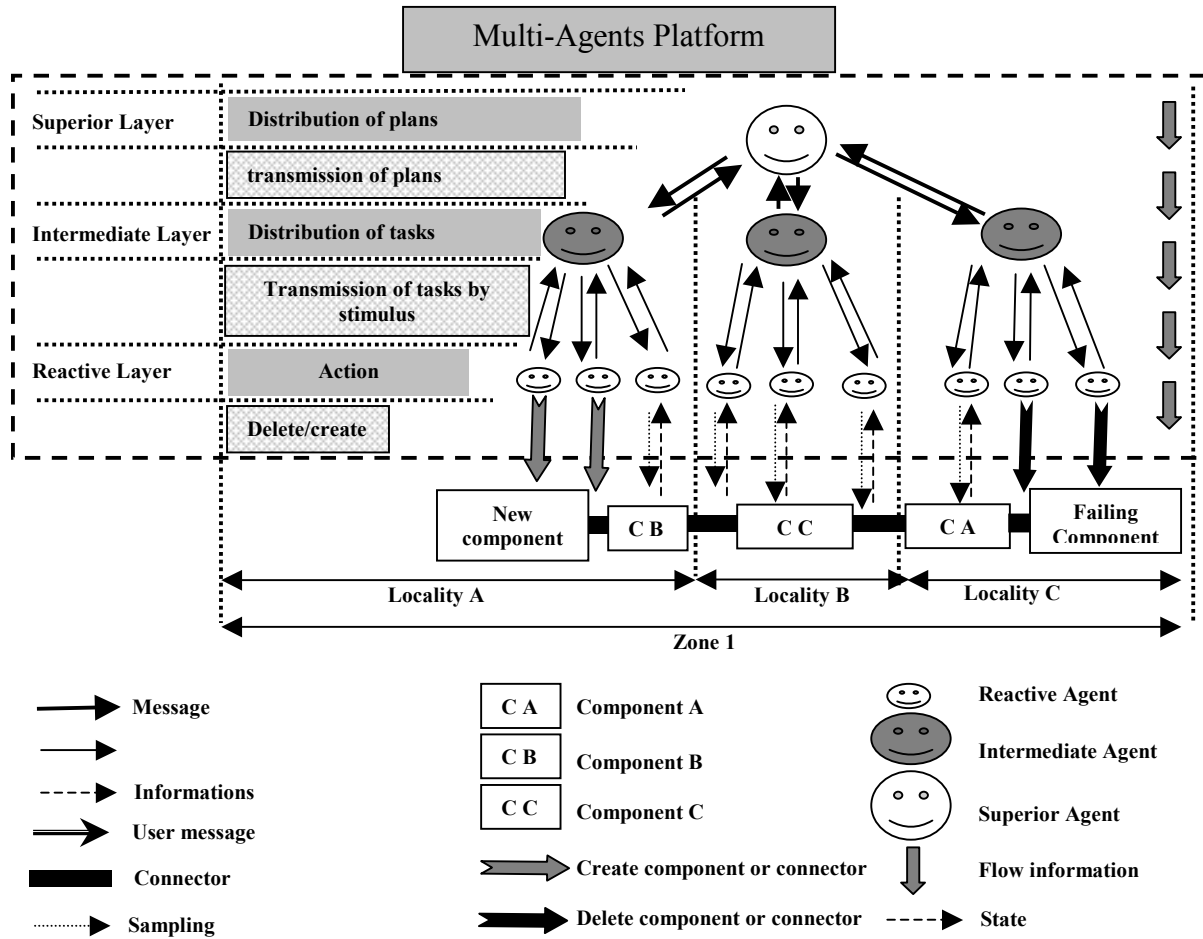 Multi-Agents Platform
Superior Layer
Distribution of plans
transmission of plans
Intermediate Layer
Distribution of tasks
Transmission of tasks by
stimulus
Reactive Layer
Action
Delete/create
New
component
C B
C C
C A
Failing
Component
Locality A
Locality B
Locality C
Zone 1
Message
Informations
User message
Connector
Sampling
C A
Component A
C B
Component B
C C
Component C
Create component or connector
Delete component or connector
Reactive Agent
Intermediate Agent
Superior Agent
Flow information
State